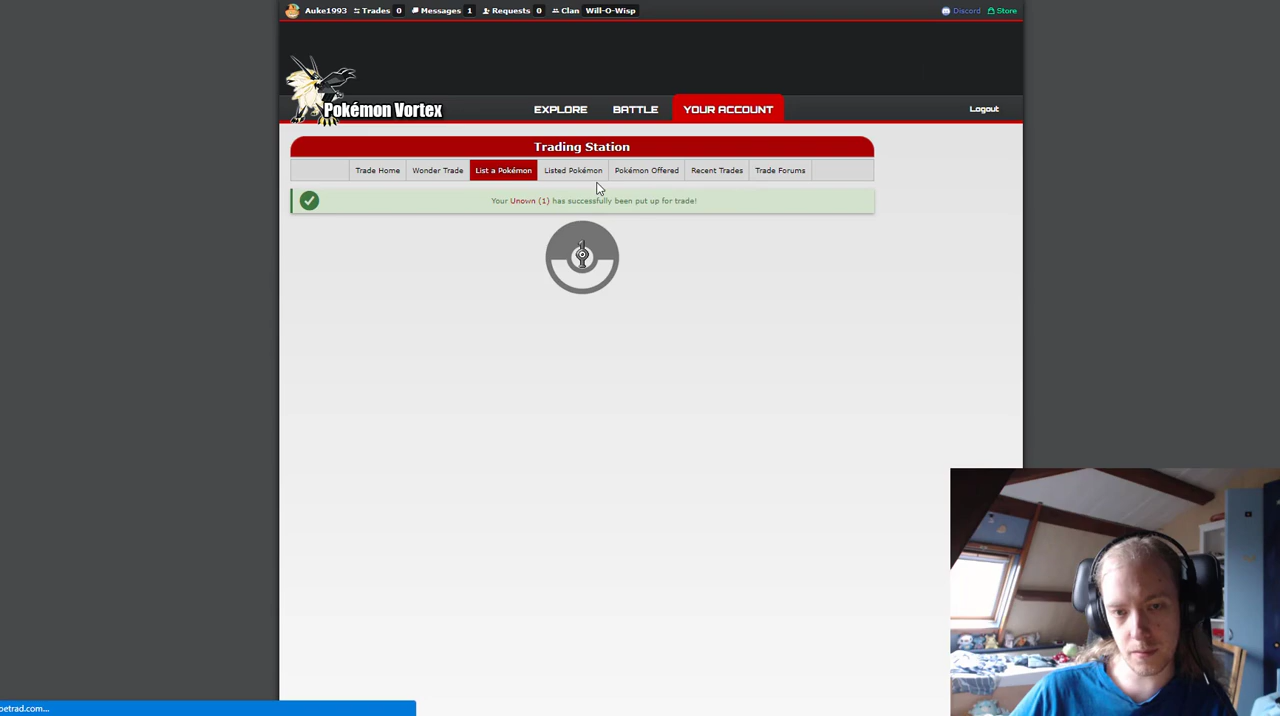 Auke1993 Trades 0 Messages 1 Requests 0 Clan Will-O-Wisp Discord Store
Pokémon Vortex
EXPLORE BATTLE YOUR ACCOUNT Logout
Trading Station
Trade Home Wonder Trade List a Pokémon Listed Pokémon Pokémon Offered Recent Trades Trade Forums
Your Unown (1) has successfully been put up for trade!
petrad.com...